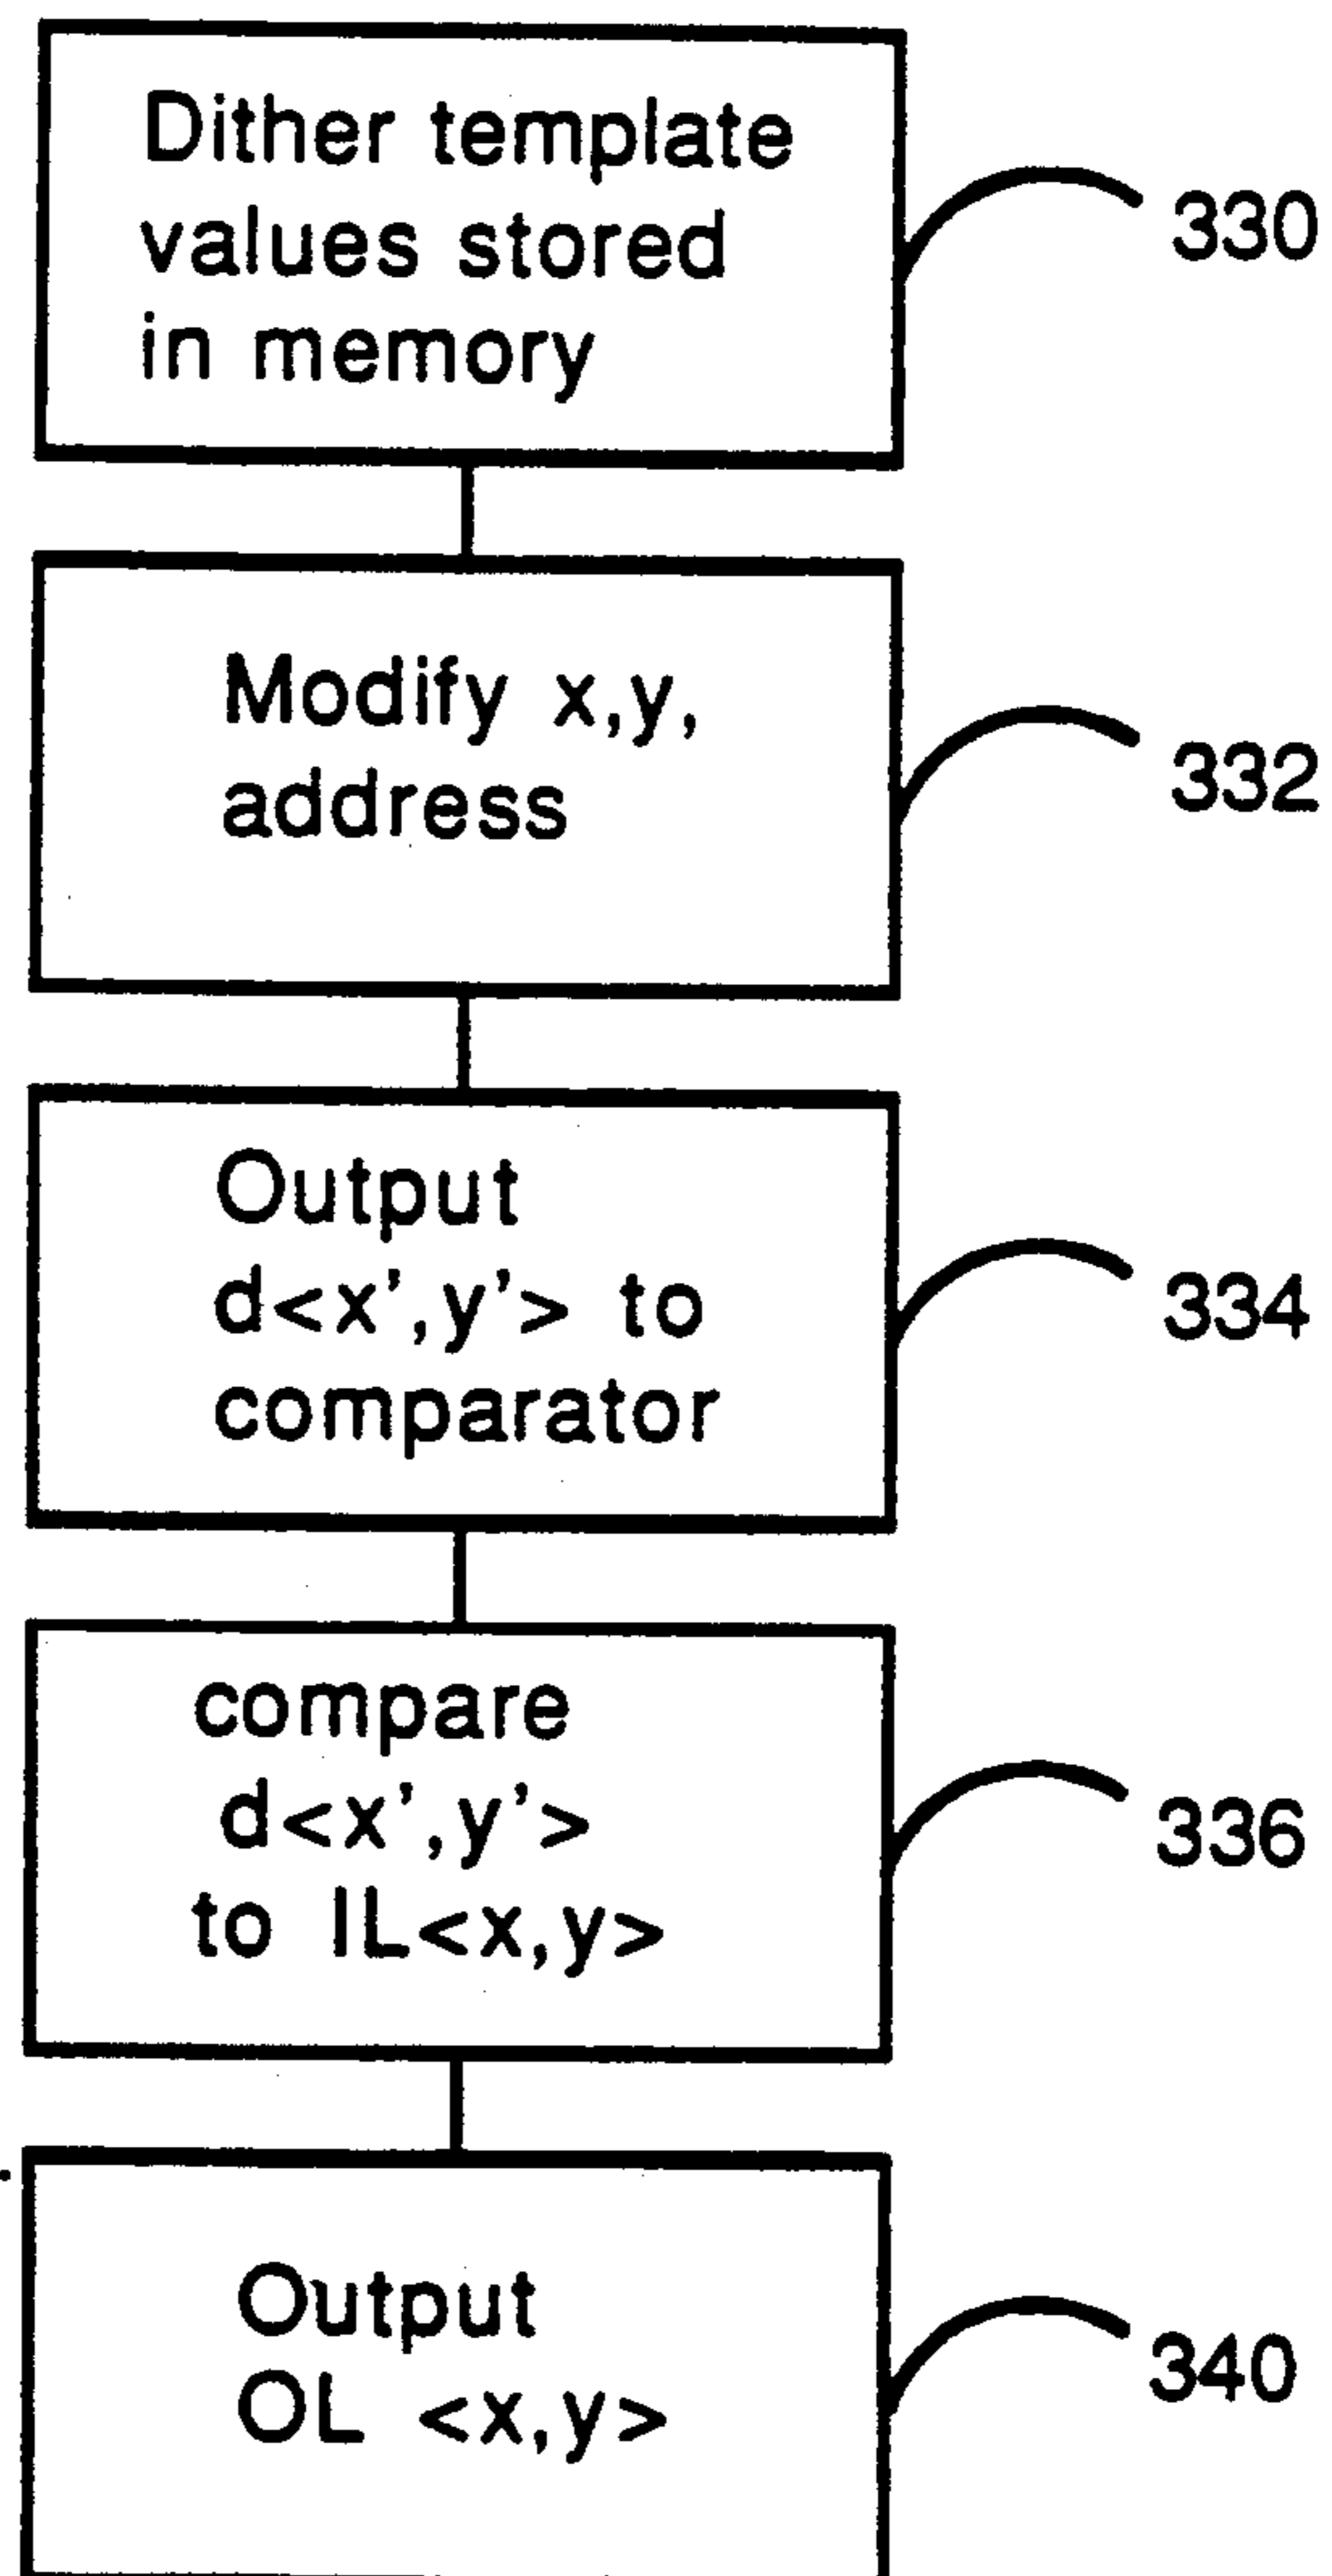 Dither template
values stored
in memory
330
Modify x,y,
address
332
Output
d<x',y'> to
comparator
334
compare
d<x',y'>
to IL<x,y>
336
Output
OL <x,y>
340